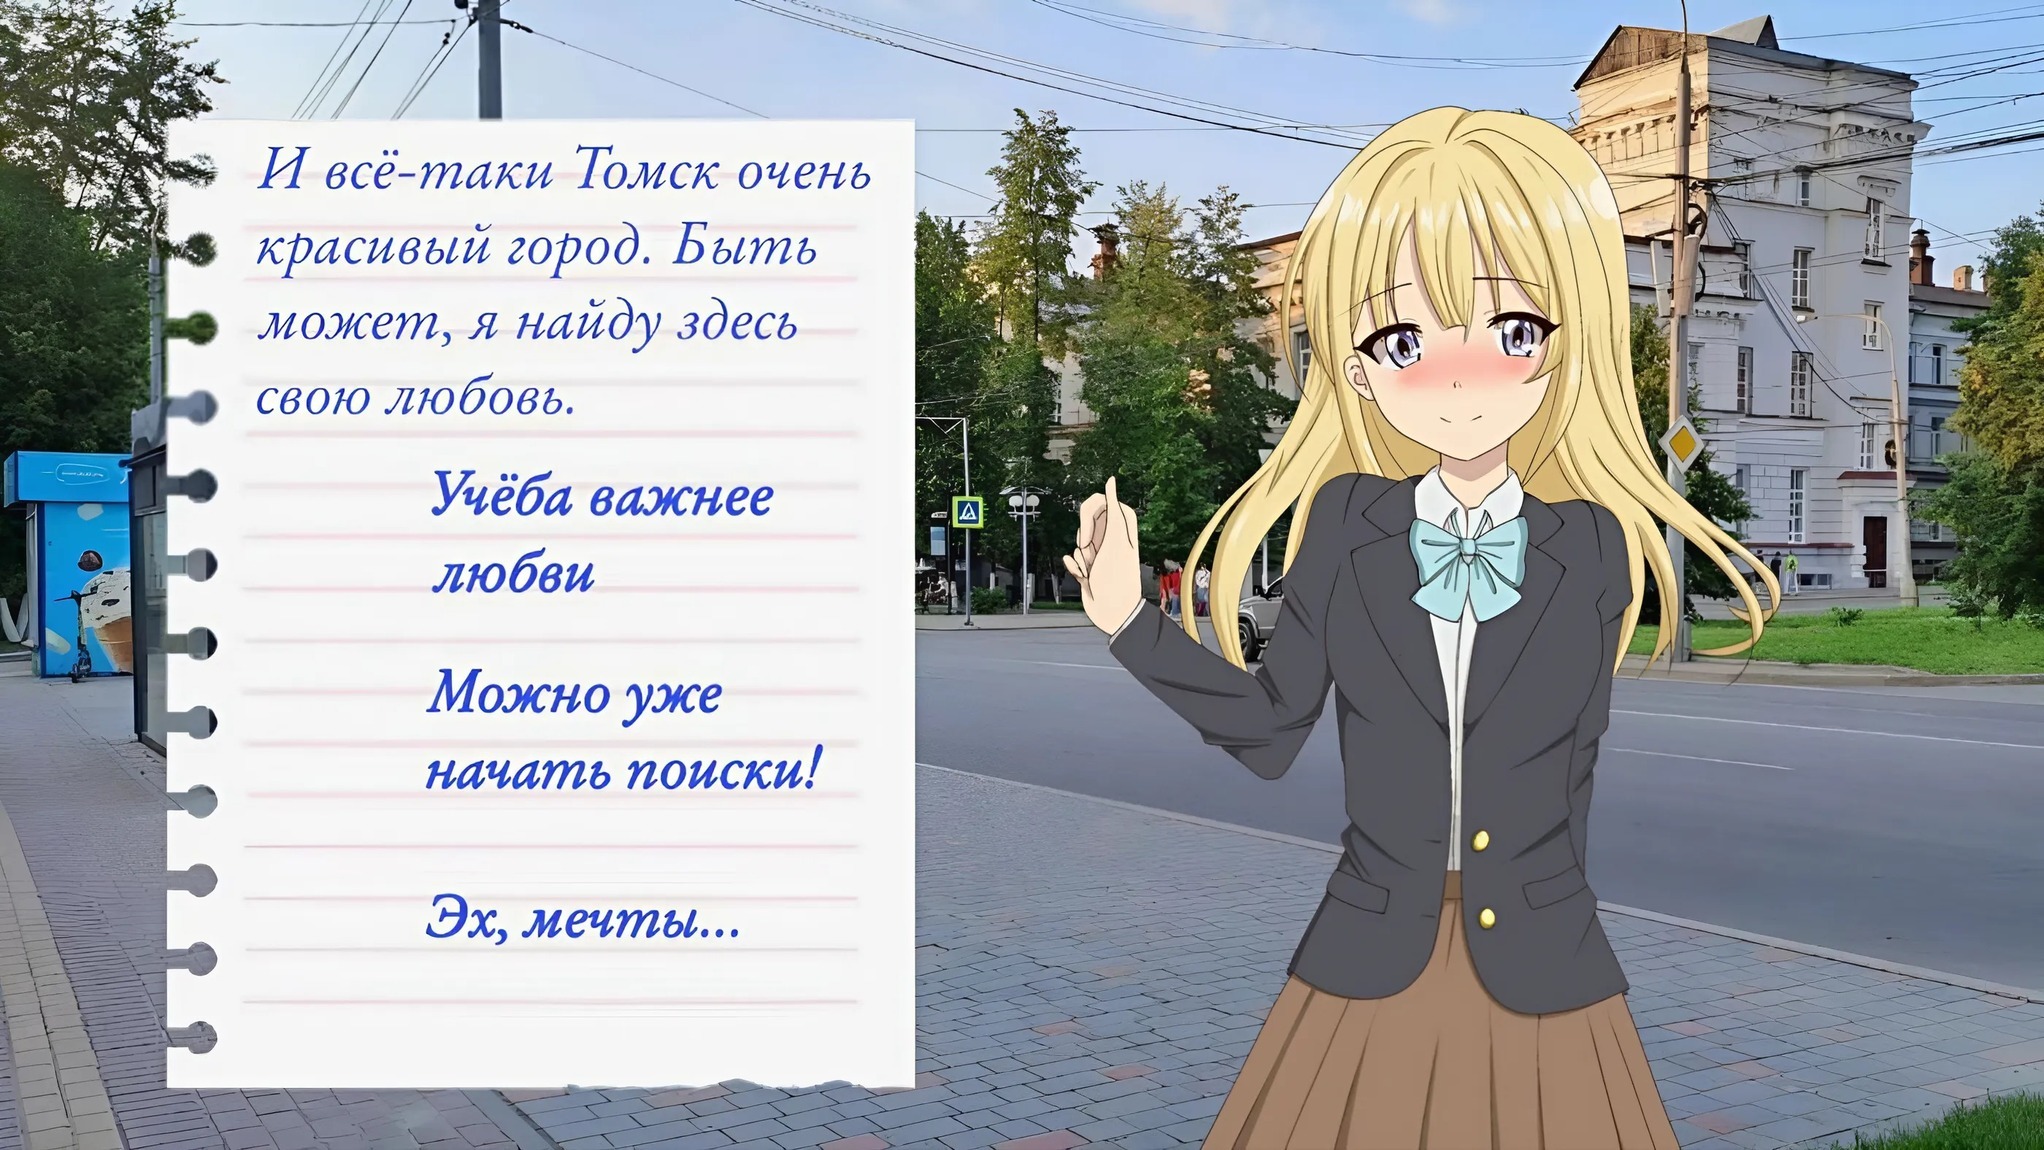 И всё-таки Томск очень
красивый город. Быть
может, я найду здесь
свою любовь.
Учёба важнее
любви
Можно уже
начать поиски!
Эх, мечты...